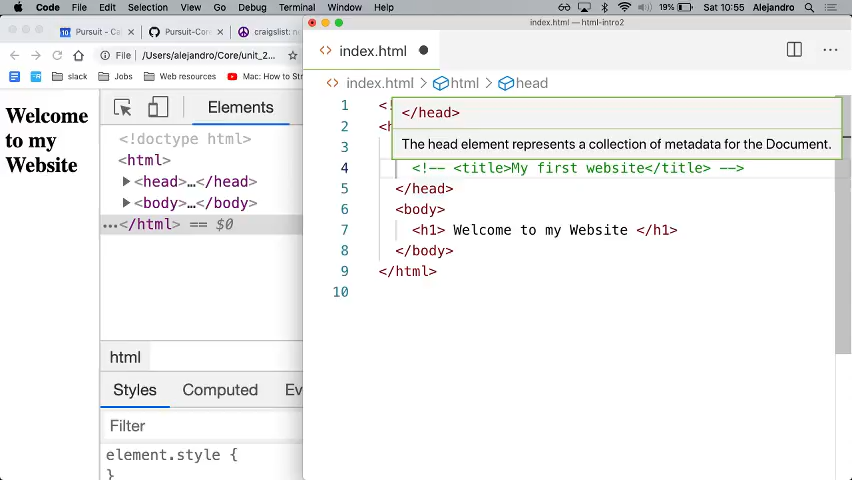 Code File Edit Selection View Go Debug Terminal Window Help 19% Sat 10:55 Alejandro
Pursuit - Ca
Pursuit-Core
craigslist: n
File /Users/alejandro/Core/unit_2...
slack Jobs Web resources Mac: How to Str
Welcome
to my
Website
Elements
<!doctype html>
<html>
<head>…</head>
<body>…</body>
…</html> == $0
html
Styles Computed Ev
Filter
element.style {
}
index.html — html-intro2
<> index.html
<> index.html > html > head
1 <!
2 <h
</head>
The head element represents a collection of metadata for the Document.
3
4 <!-- <title>My first website</title> -->
5 </head>
6 <body>
7 <h1> Welcome to my Website </h1>
8 </body>
9 </html>
10